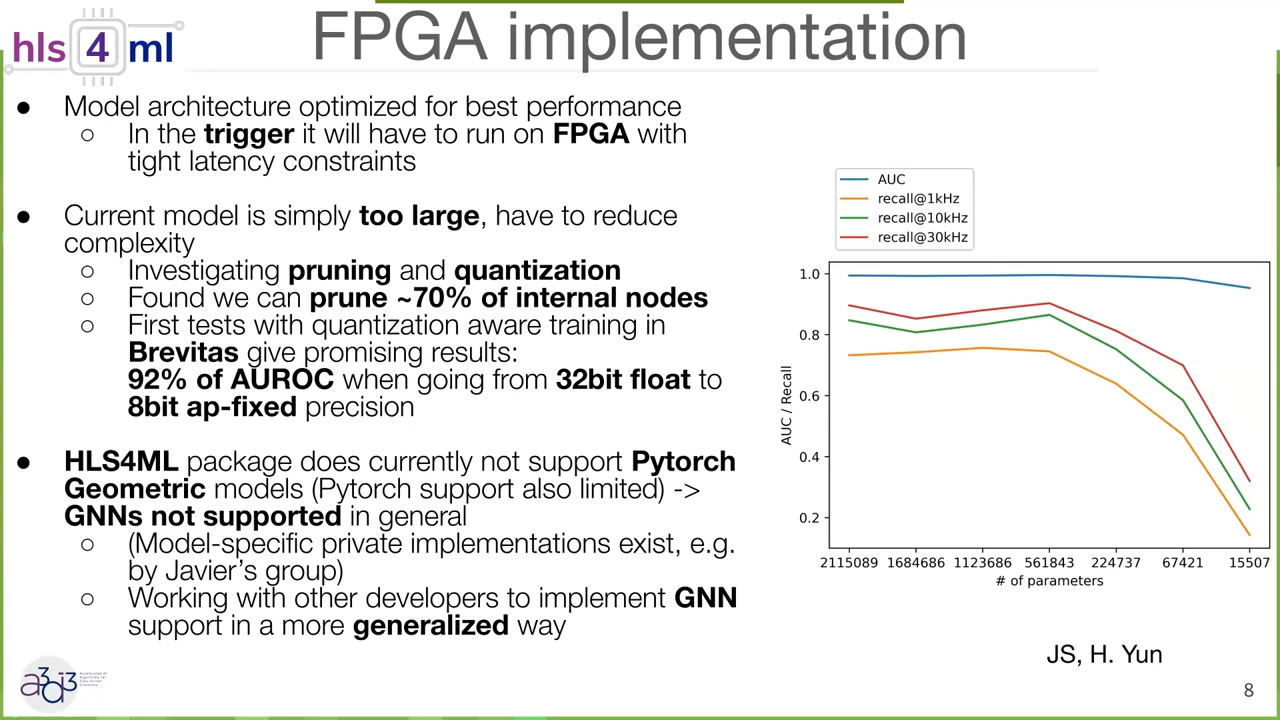 hls 4 ml
FPGA implementation
● Model architecture optimized for best performance
○ In the trigger it will have to run on FPGA with
tight latency constraints
● Current model is simply too large, have to reduce
complexity
○ Investigating pruning and quantization
○ Found we can prune ~70% of internal nodes
○ First tests with quantization aware training in
Brevitas give promising results:
92% of AUROC when going from 32bit float to
8bit ap-fixed precision
● HLS4ML package does currently not support Pytorch
Geometric models (Pytorch support also limited) ->
GNNs not supported in general
○ (Model-specific private implementations exist, e.g.
by Javier's group)
○ Working with other developers to implement GNN
support in a more generalized way
AUC
recall@1kHz
recall@10kHz
recall@30kHz
AUC / Recall
1.0
0.8
0.6
0.4
0.2
2115089 1684686 1123686 561843 224737 67421 15507
# of parameters
JS, H. Yun
a3d3
8